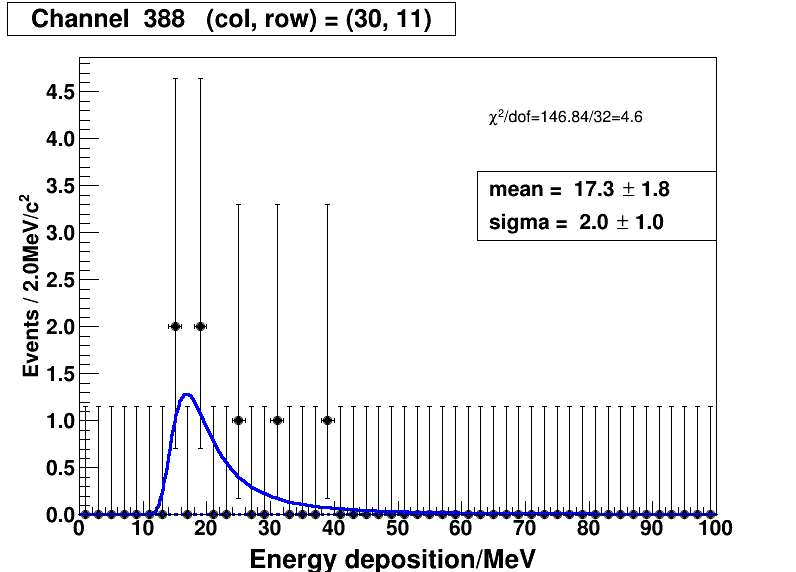 Channel 388 (col, row) = (30, 11)
χ²/dof=146.84/32=4.6
mean = 17.3 ± 1.8
sigma = 2.0 ± 1.0
Events / 2.0MeV/c²
4.5
4.0
3.5
3.0
2.5
2.0
1.5
1.0
0.5
0.0
0 10 20 30 40 50 60 70 80 90 100
Energy deposition/MeV